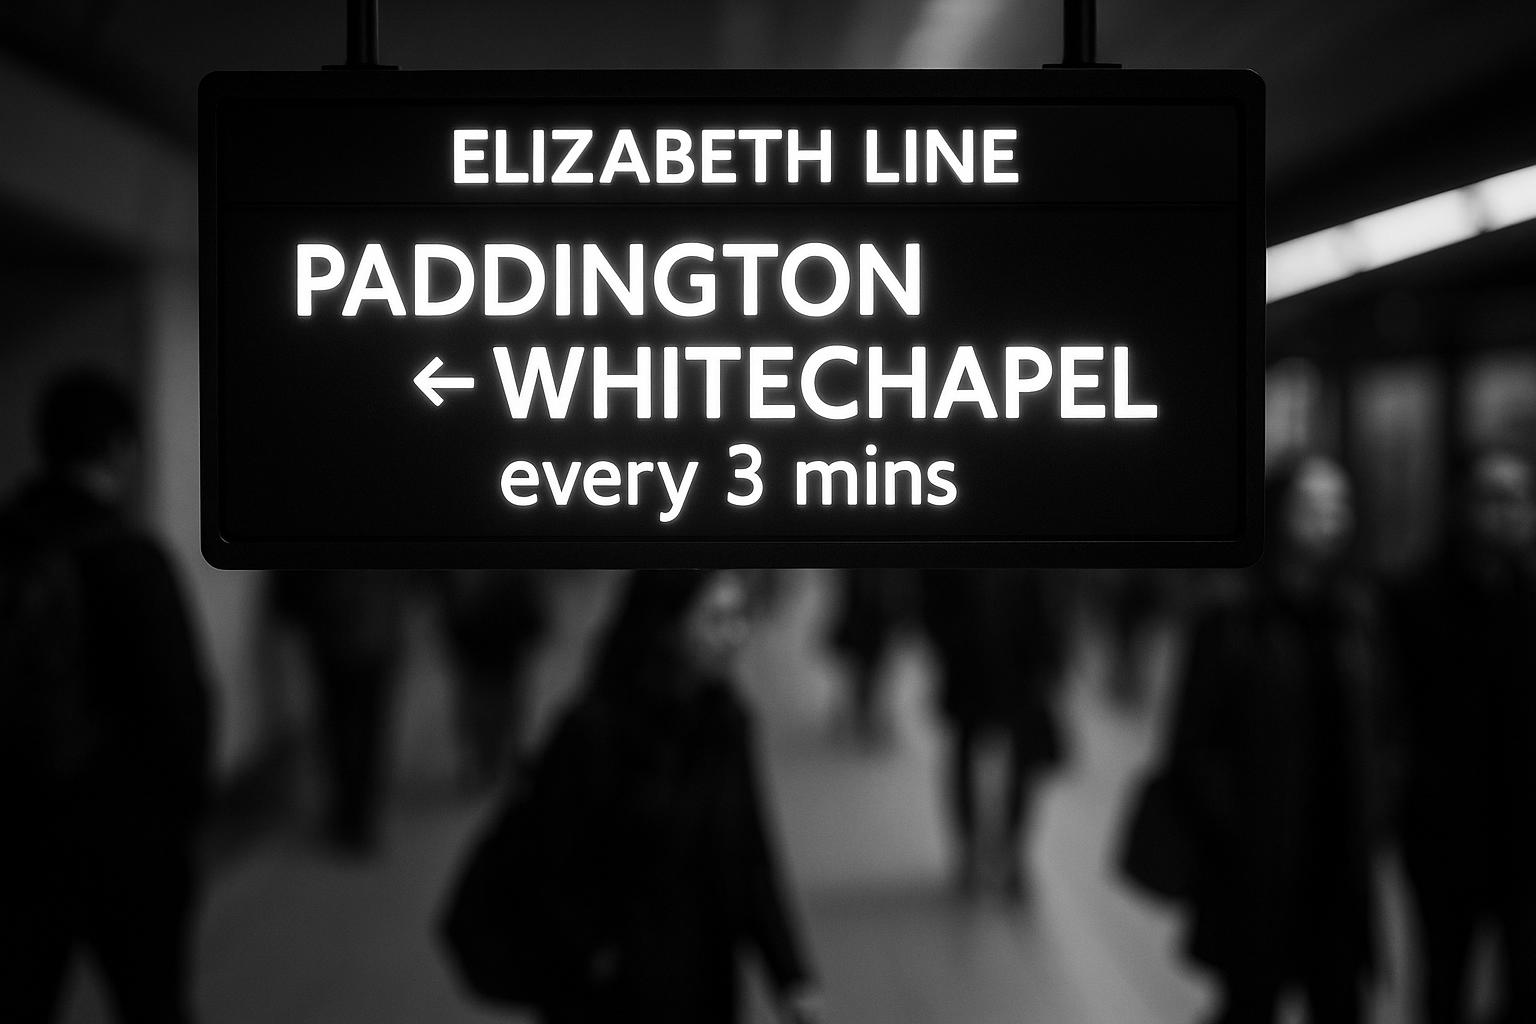 ELIZABETH LINE
PADDINGTON
← WHITECHAPEL
every 3 mins